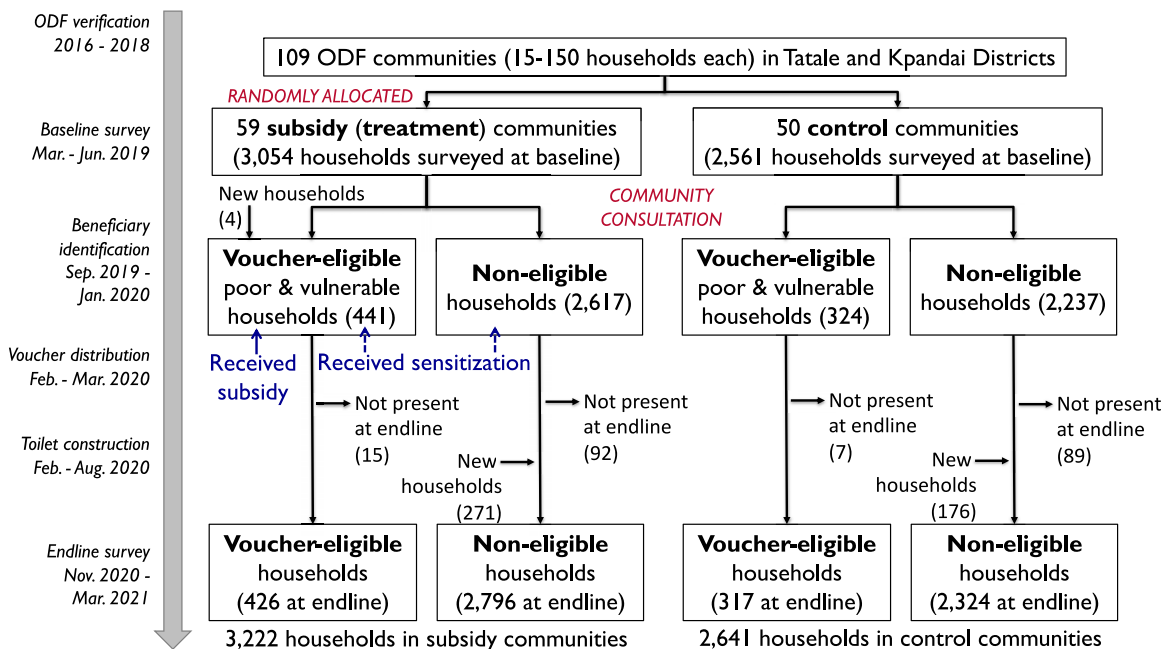 ODF verification
2016 - 2018
109 ODF communities (15-150 households each) in Tatale and Kpandai Districts
RANDOMLY ALLOCATED
Baseline survey
Mar. - Jun. 2019
59 subsidy (treatment) communities
(3,054 households surveyed at baseline)
50 control communities
(2,561 households surveyed at baseline)
New households
(4)
COMMUNITY
CONSULTATION
Beneficiary
identification
Sep. 2019 -
Jan. 2020
Voucher-eligible
poor & vulnerable
households (441)
Non-eligible
households (2,617)
Voucher-eligible
poor & vulnerable
households (324)
Non-eligible
households (2,237)
Received
subsidy
Received sensitization
Voucher distribution
Feb. - Mar. 2020
Not present
at endline
(15)
Not present
at endline
(92)
Not present
at endline
(7)
Not present
at endline
(89)
Toilet construction
Feb. - Aug. 2020
New
households
(271)
New
households
(176)
Endline survey
Nov. 2020 -
Mar. 2021
Voucher-eligible
households
(426 at endline)
Non-eligible
households
(2,796 at endline)
Voucher-eligible
households
(317 at endline)
Non-eligible
households
(2,324 at endline)
3,222 households in subsidy communities
2,641 households in control communities